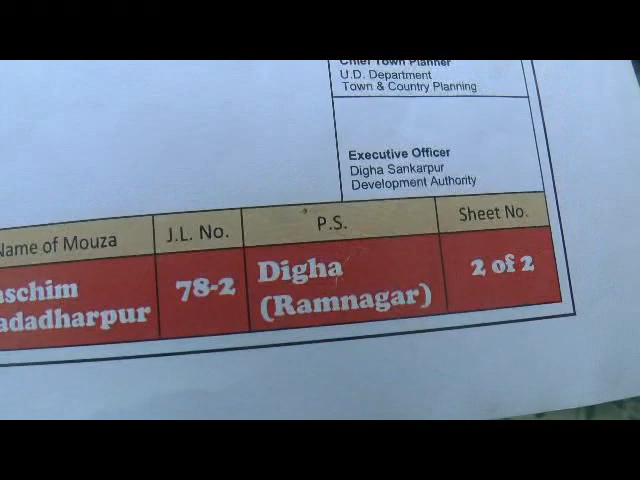 Chief Town Planner
U.D. Department
Town & Country Planning
Executive Officer
Digha Sankarpur
Development Authority
Name of Mouza
J.L. No.
P.S.
Sheet No.
aschim
adadharpur
78-2
Digha
(Ramnagar)
2 of 2